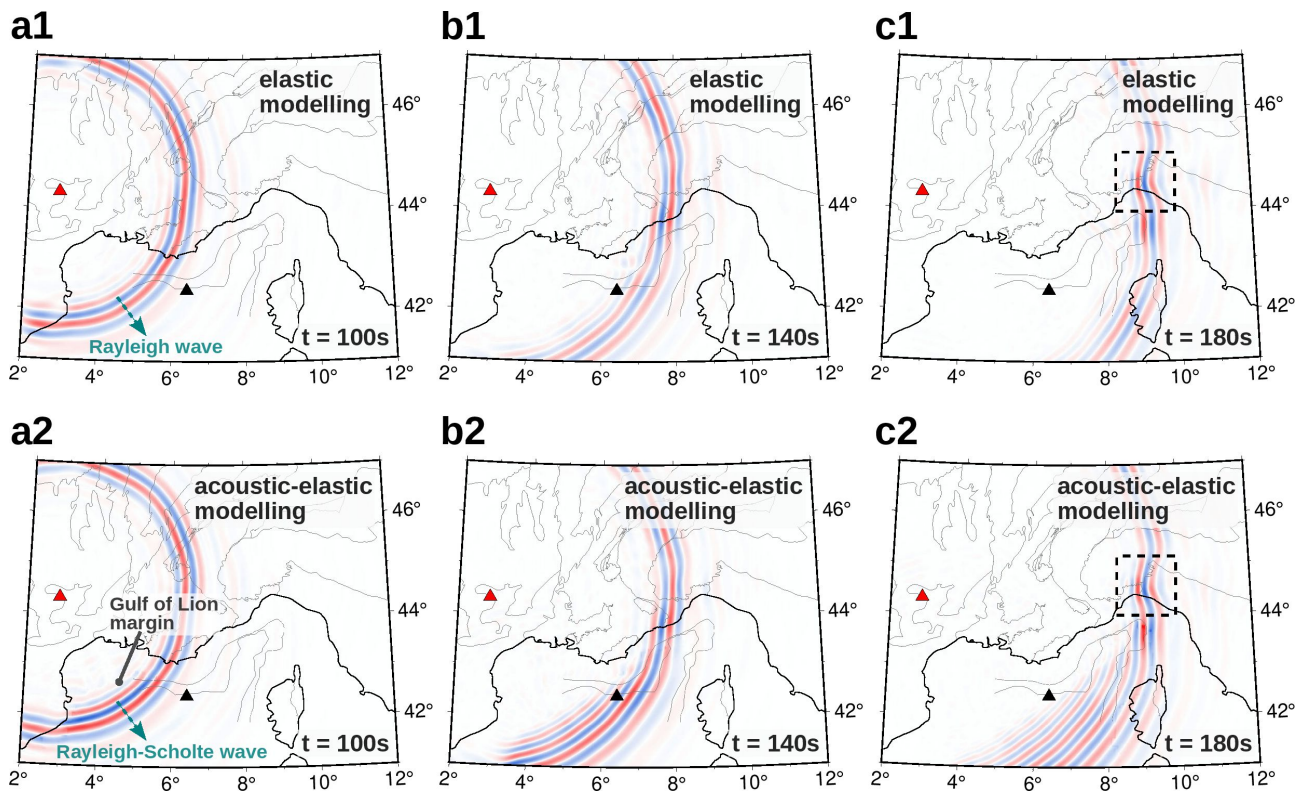 a1
b1
c1
elastic
modelling
elastic
modelling
elastic
modelling
46°
46°
46°
44°
44°
44°
42°
42°
42°
Rayleigh wave
t = 100s
t = 140s
t = 180s
2° 4° 6° 8° 10° 12°
2° 4° 6° 8° 10° 12°
2° 4° 6° 8° 10° 12°
a2
b2
c2
acoustic-elastic
modelling
acoustic-elastic
modelling
acoustic-elastic
modelling
46°
46°
46°
Gulf of Lion
margin
44°
44°
44°
42°
42°
42°
Rayleigh-Scholte wave
t = 100s
t = 140s
t = 180s
2° 4° 6° 8° 10° 12°
2° 4° 6° 8° 10° 12°
2° 4° 6° 8° 10° 12°